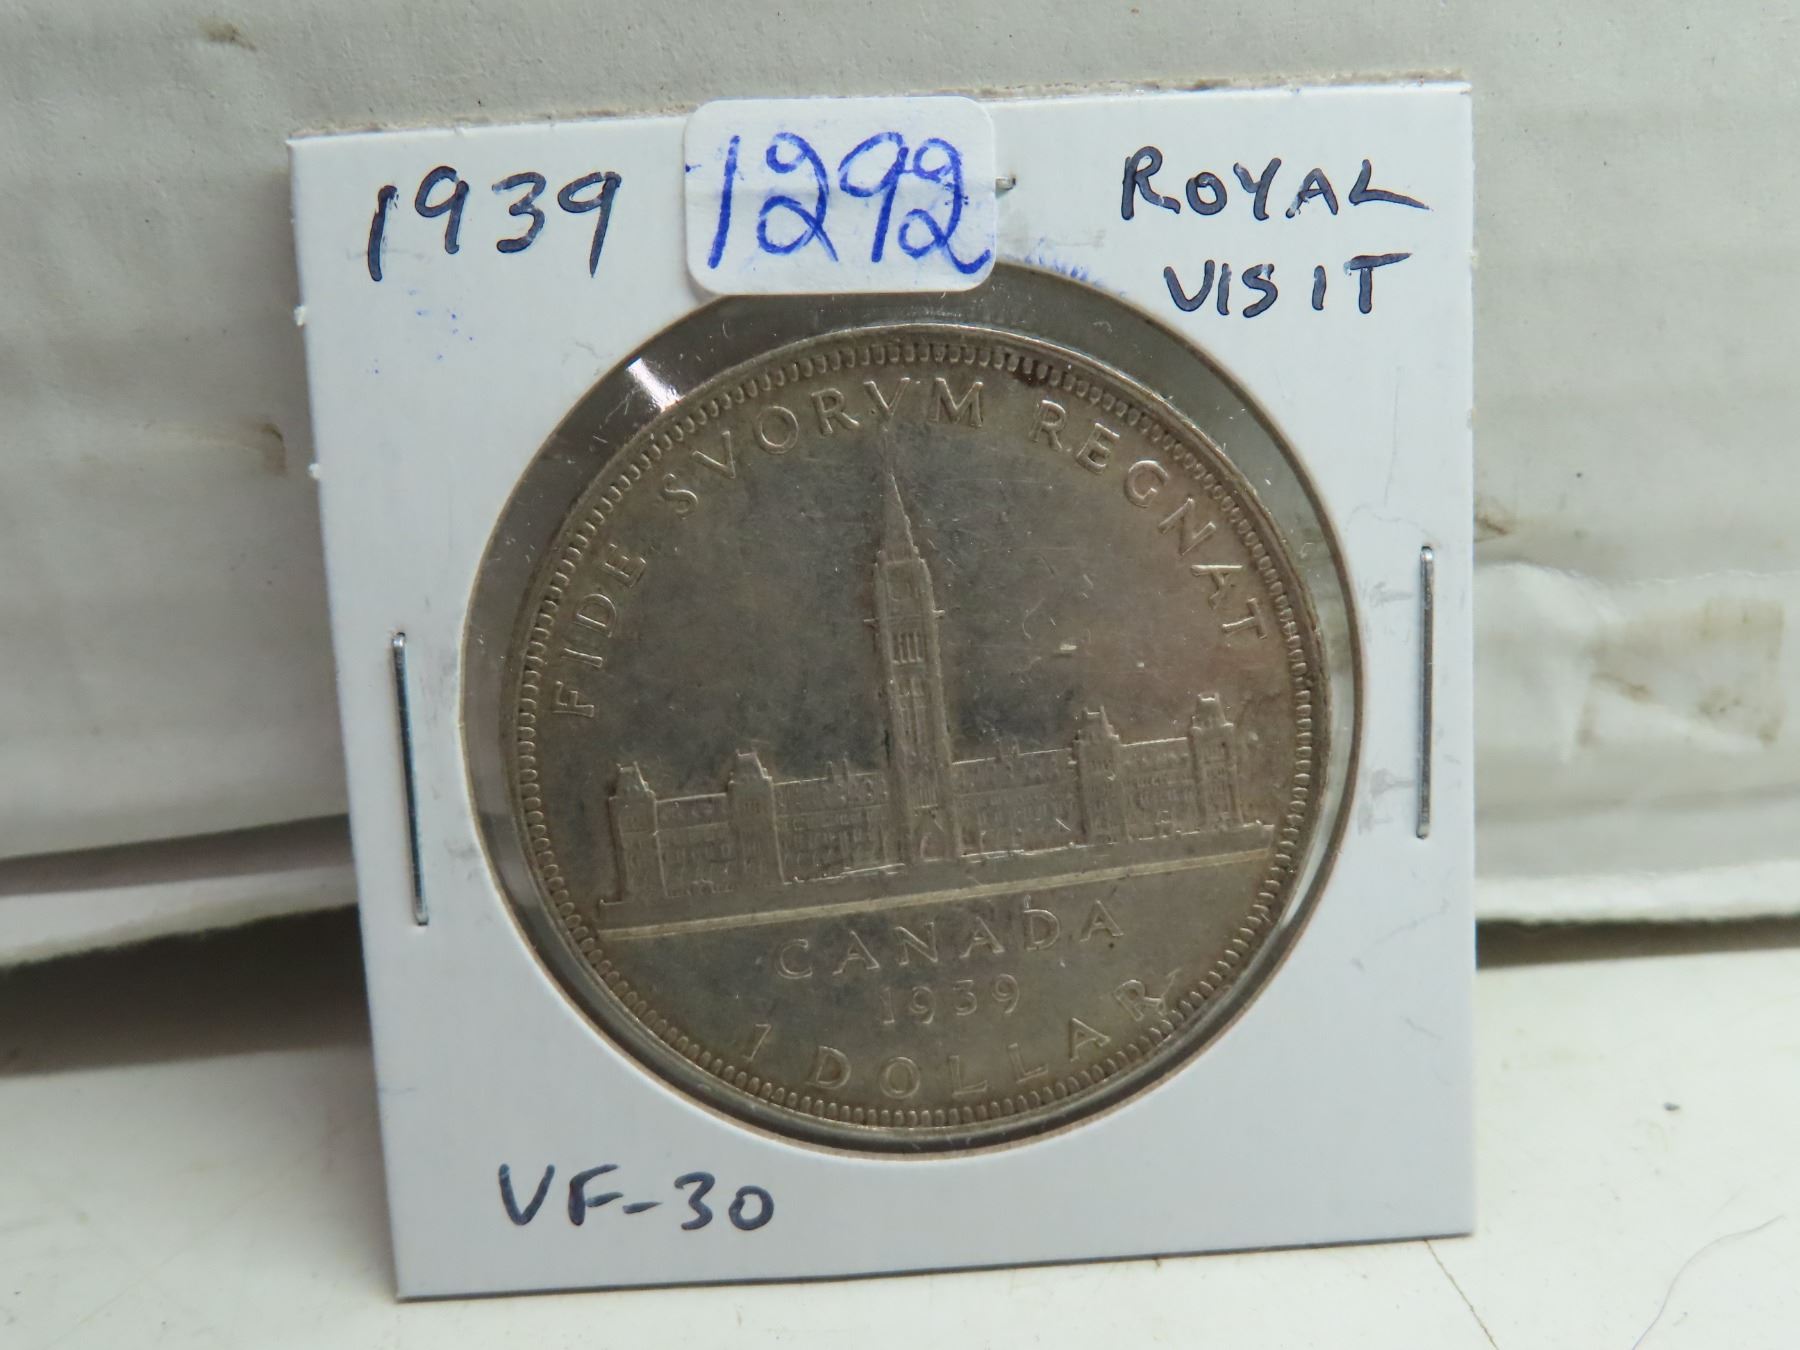 1939
1292
ROYAL
VISIT
FIDE SVORVM REGNAT
CANADA
1939
1 DOLLAR
VF-30